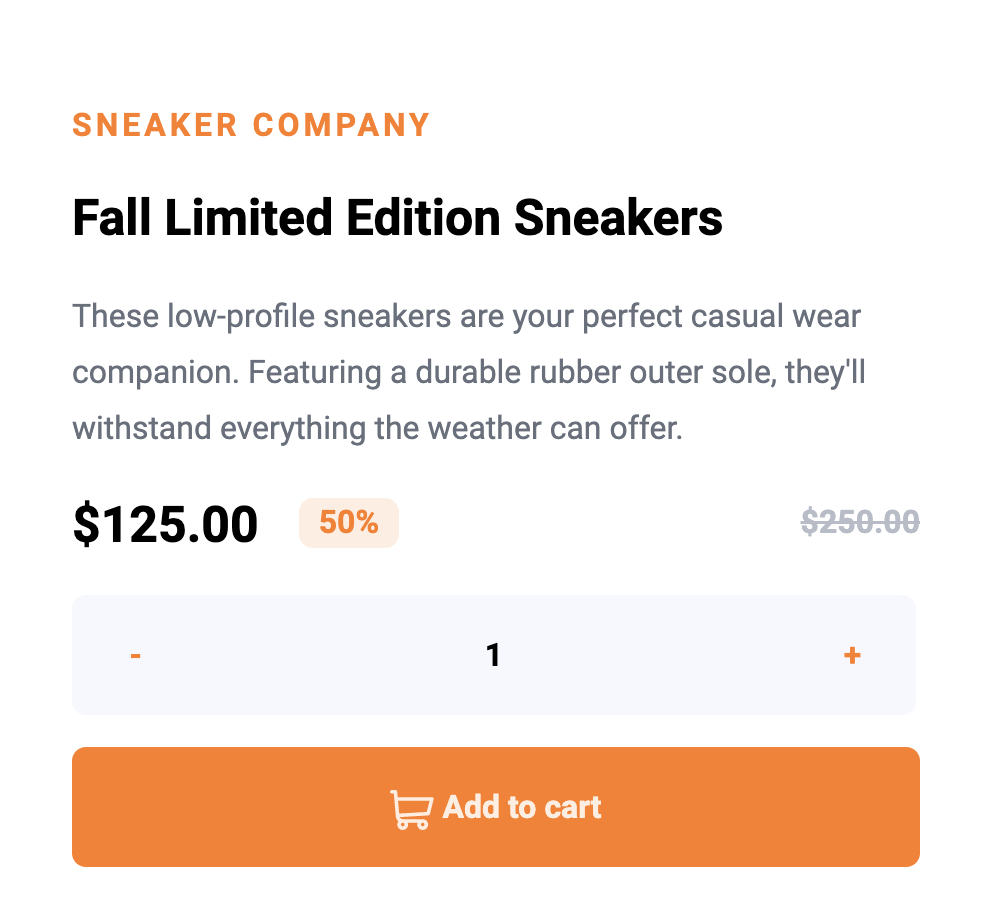 SNEAKER COMPANY
Fall Limited Edition Sneakers
These low-profile sneakers are your perfect casual wear
companion. Featuring a durable rubber outer sole, they'll
withstand everything the weather can offer.
$125.00 50% $250.00
- 1 +
Add to cart